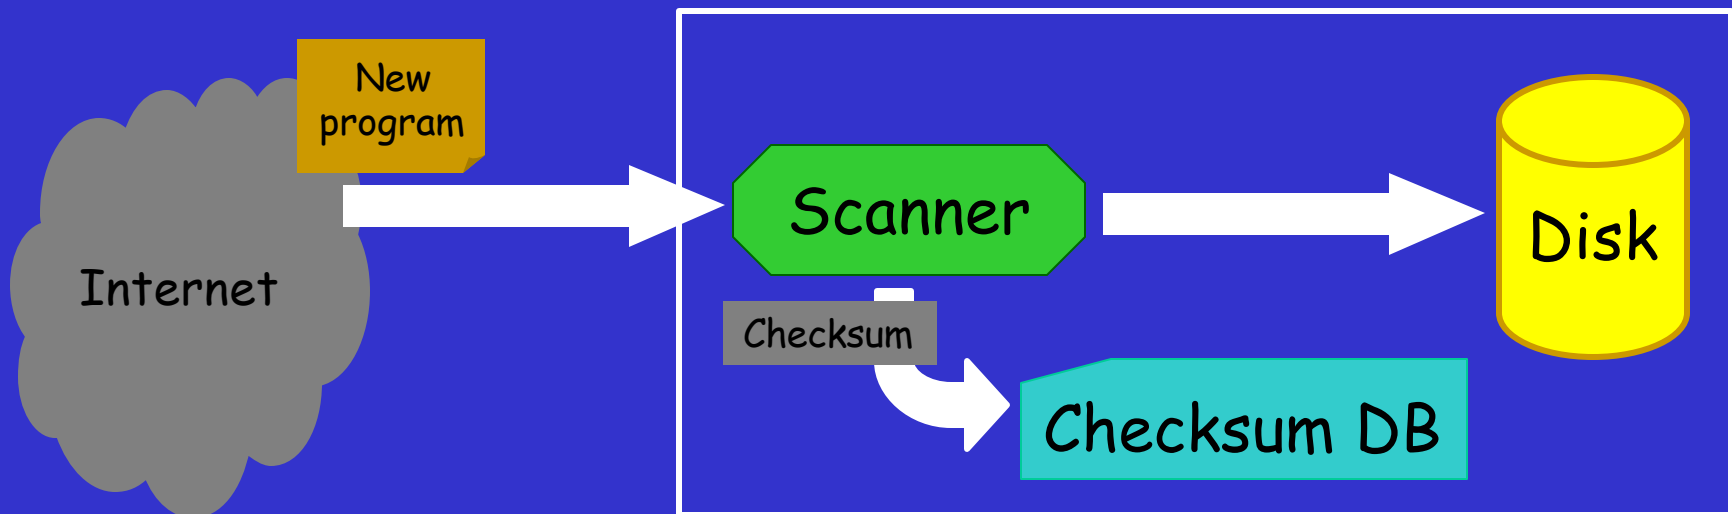 New
program
Scanner
Disk
Internet
Checksum
Checksum DB